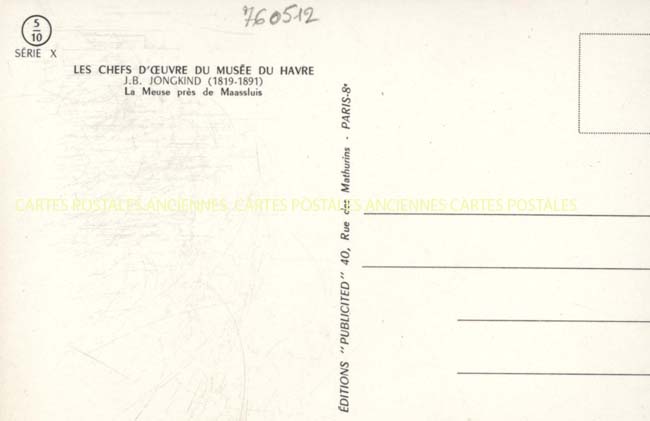 760512
5
10
SÉRIE X
LES CHEFS D'ŒUVRE DU MUSÉE DU HAVRE
J.B. JONGKIND (1819-1891)
La Meuse près de Maassluis
CARTES POSTALES ANCIENNES CARTES POSTALES ANCIENNES CARTES POSTALES
ÉDITIONS "PUBLICITED" 40, Rue des Mathurins - PARIS-8e